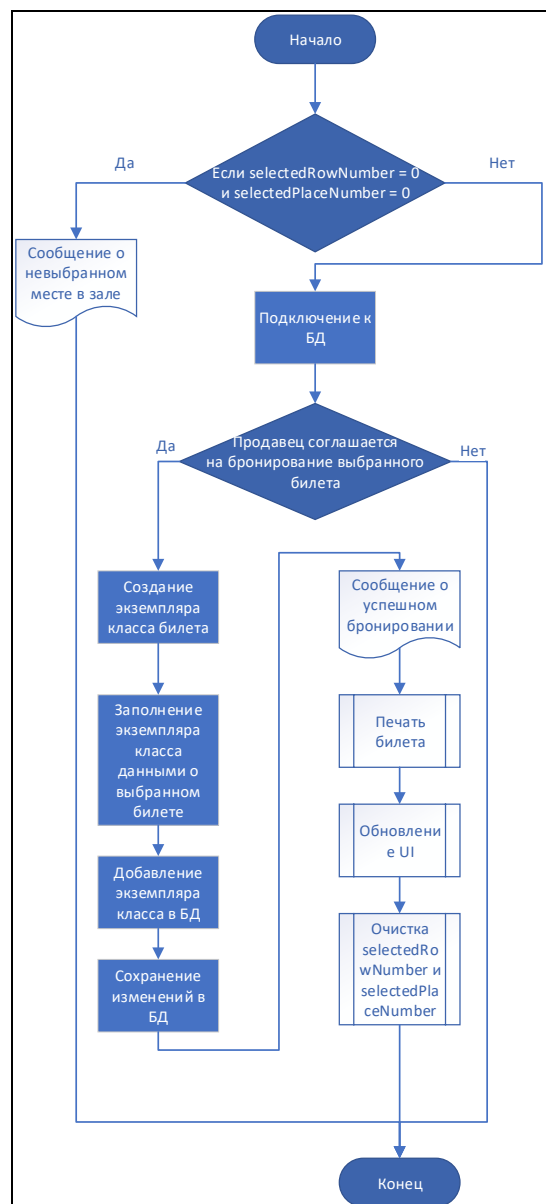 Начало
Если selectedRowNumber = 0
и selectedPlaceNumber = 0
Да
Нет
Сообщение о
невыбранном
месте в зале
Подключение к
БД
Продавец соглашается
на бронирование выбранного
билета
Да
Нет
Создание
экземпляра
класса билета
Заполнение
экземпляра
класса
данными о
выбранном
билете
Добавление
экземпляра
класса в БД
Сохранение
изменений в
БД
Сообщение о
успешном
бронировании
Печать
билета
Обновлени
е UI
Очистка
selectedRo
wNumber и
selectedPla
ceNumber
Конец